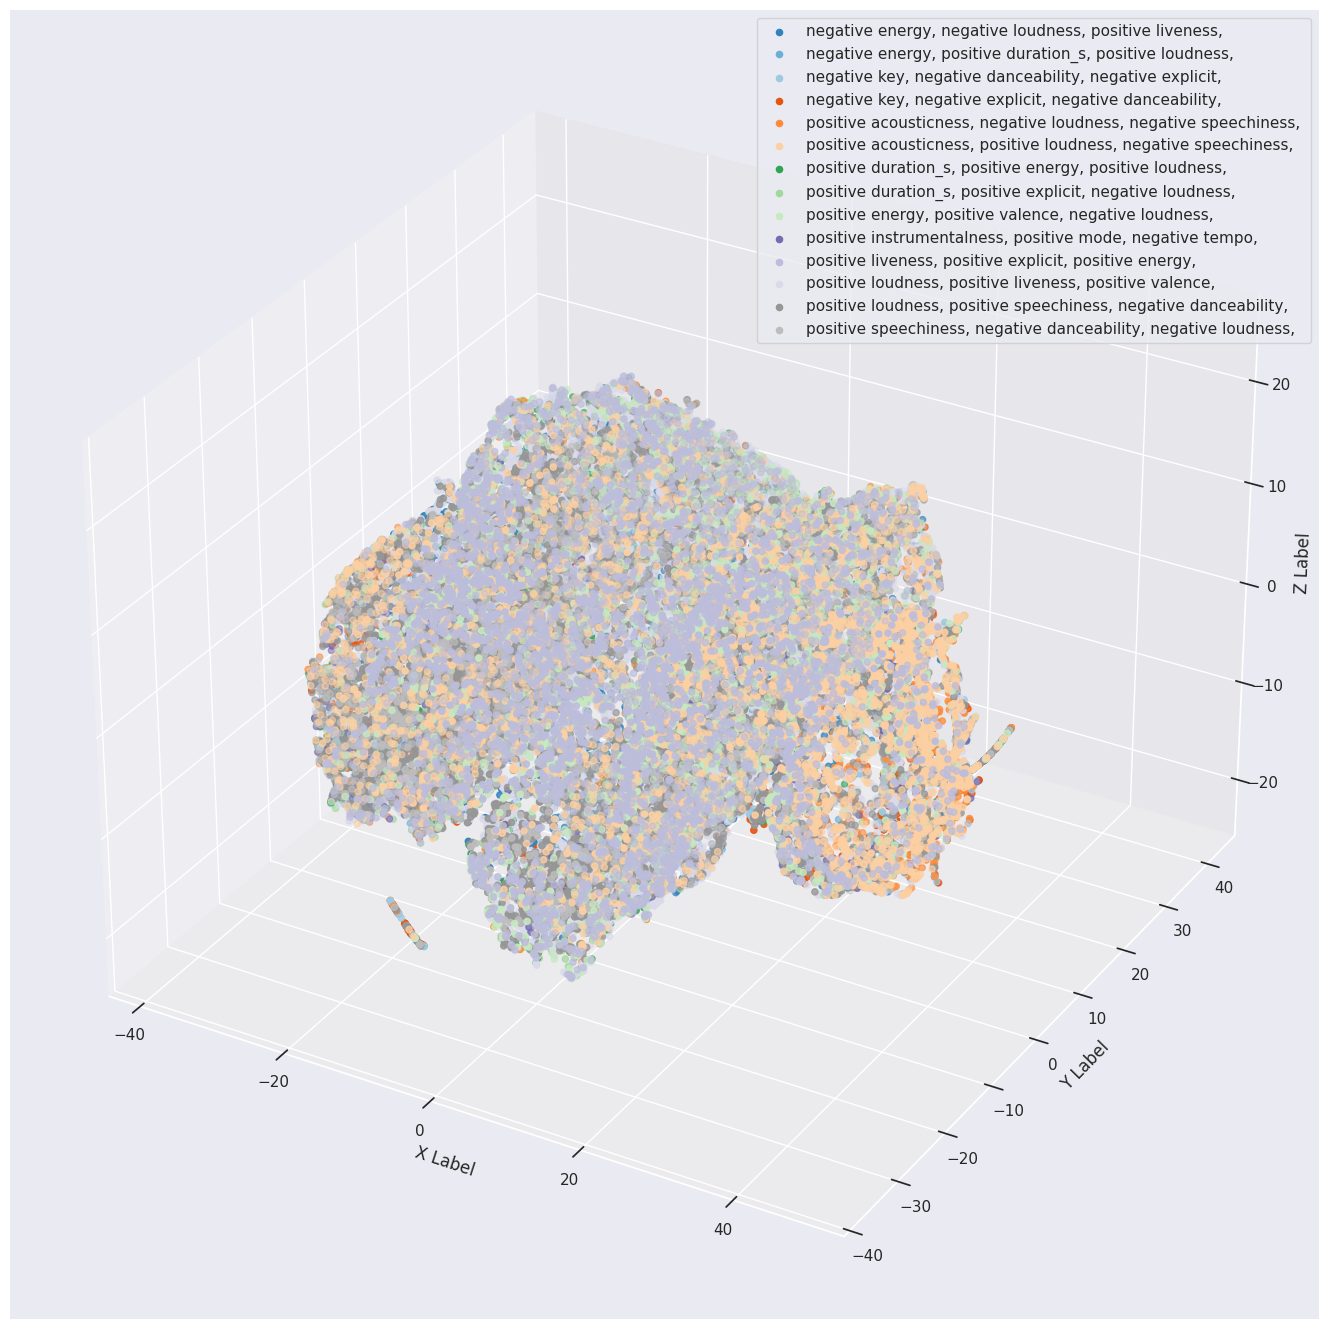 negative energy, negative loudness, positive liveness,
negative energy, positive duration_s, positive loudness,
negative key, negative danceability, negative explicit,
negative key, negative explicit, negative danceability,
positive acousticness, negative loudness, negative speechiness,
positive acousticness, positive loudness, negative speechiness,
positive duration_s, positive energy, positive loudness,
positive duration_s, positive explicit, negative loudness,
positive energy, positive valence, negative loudness,
positive instrumentalness, positive mode, negative tempo,
positive liveness, positive explicit, positive energy,
positive loudness, positive liveness, positive valence,
positive loudness, positive speechiness, negative danceability,
positive speechiness, negative danceability, negative loudness,
20
10
0
−10
−20
Z Label
40
30
20
10
0
−10
−20
−30
−40
Y Label
−40
−20
0
20
40
X Label